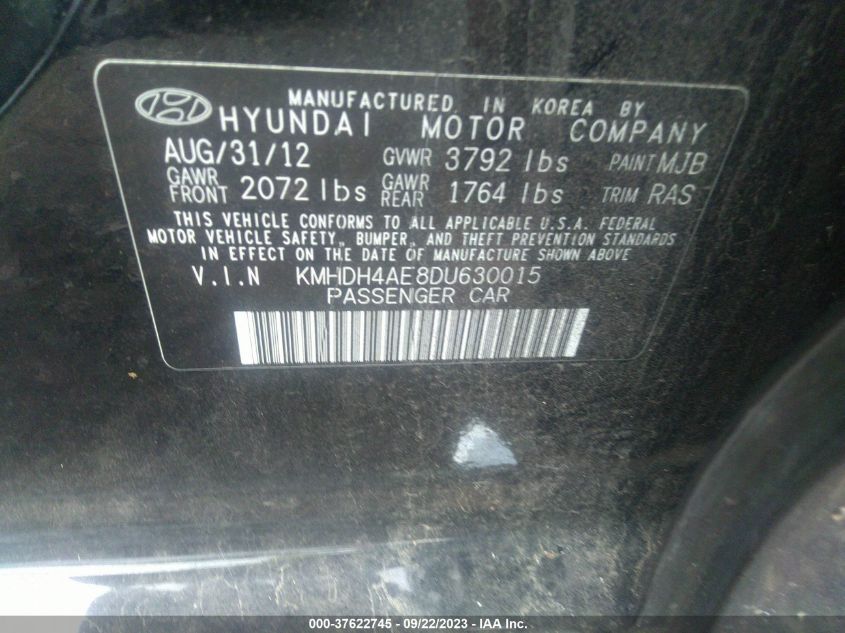 MANUFACTURED IN KOREA BY
HYUNDAI MOTOR COMPANY
AUG/31/12 GVWR 3792 lbs PAINT MJB
GAWR FRONT 2072 lbs GAWR REAR 1764 lbs TRIM RAS
THIS VEHICLE CONFORMS TO ALL APPLICABLE U.S.A. FEDERAL
MOTOR VEHICLE SAFETY, BUMPER, AND THEFT PREVENTION STANDARDS
IN EFFECT ON THE DATE OF MANUFACTURE SHOWN ABOVE.
V.I.N KMHDH4AE8DU630015
PASSENGER CAR
000-37622745 - 09/22/2023 - IAA Inc.